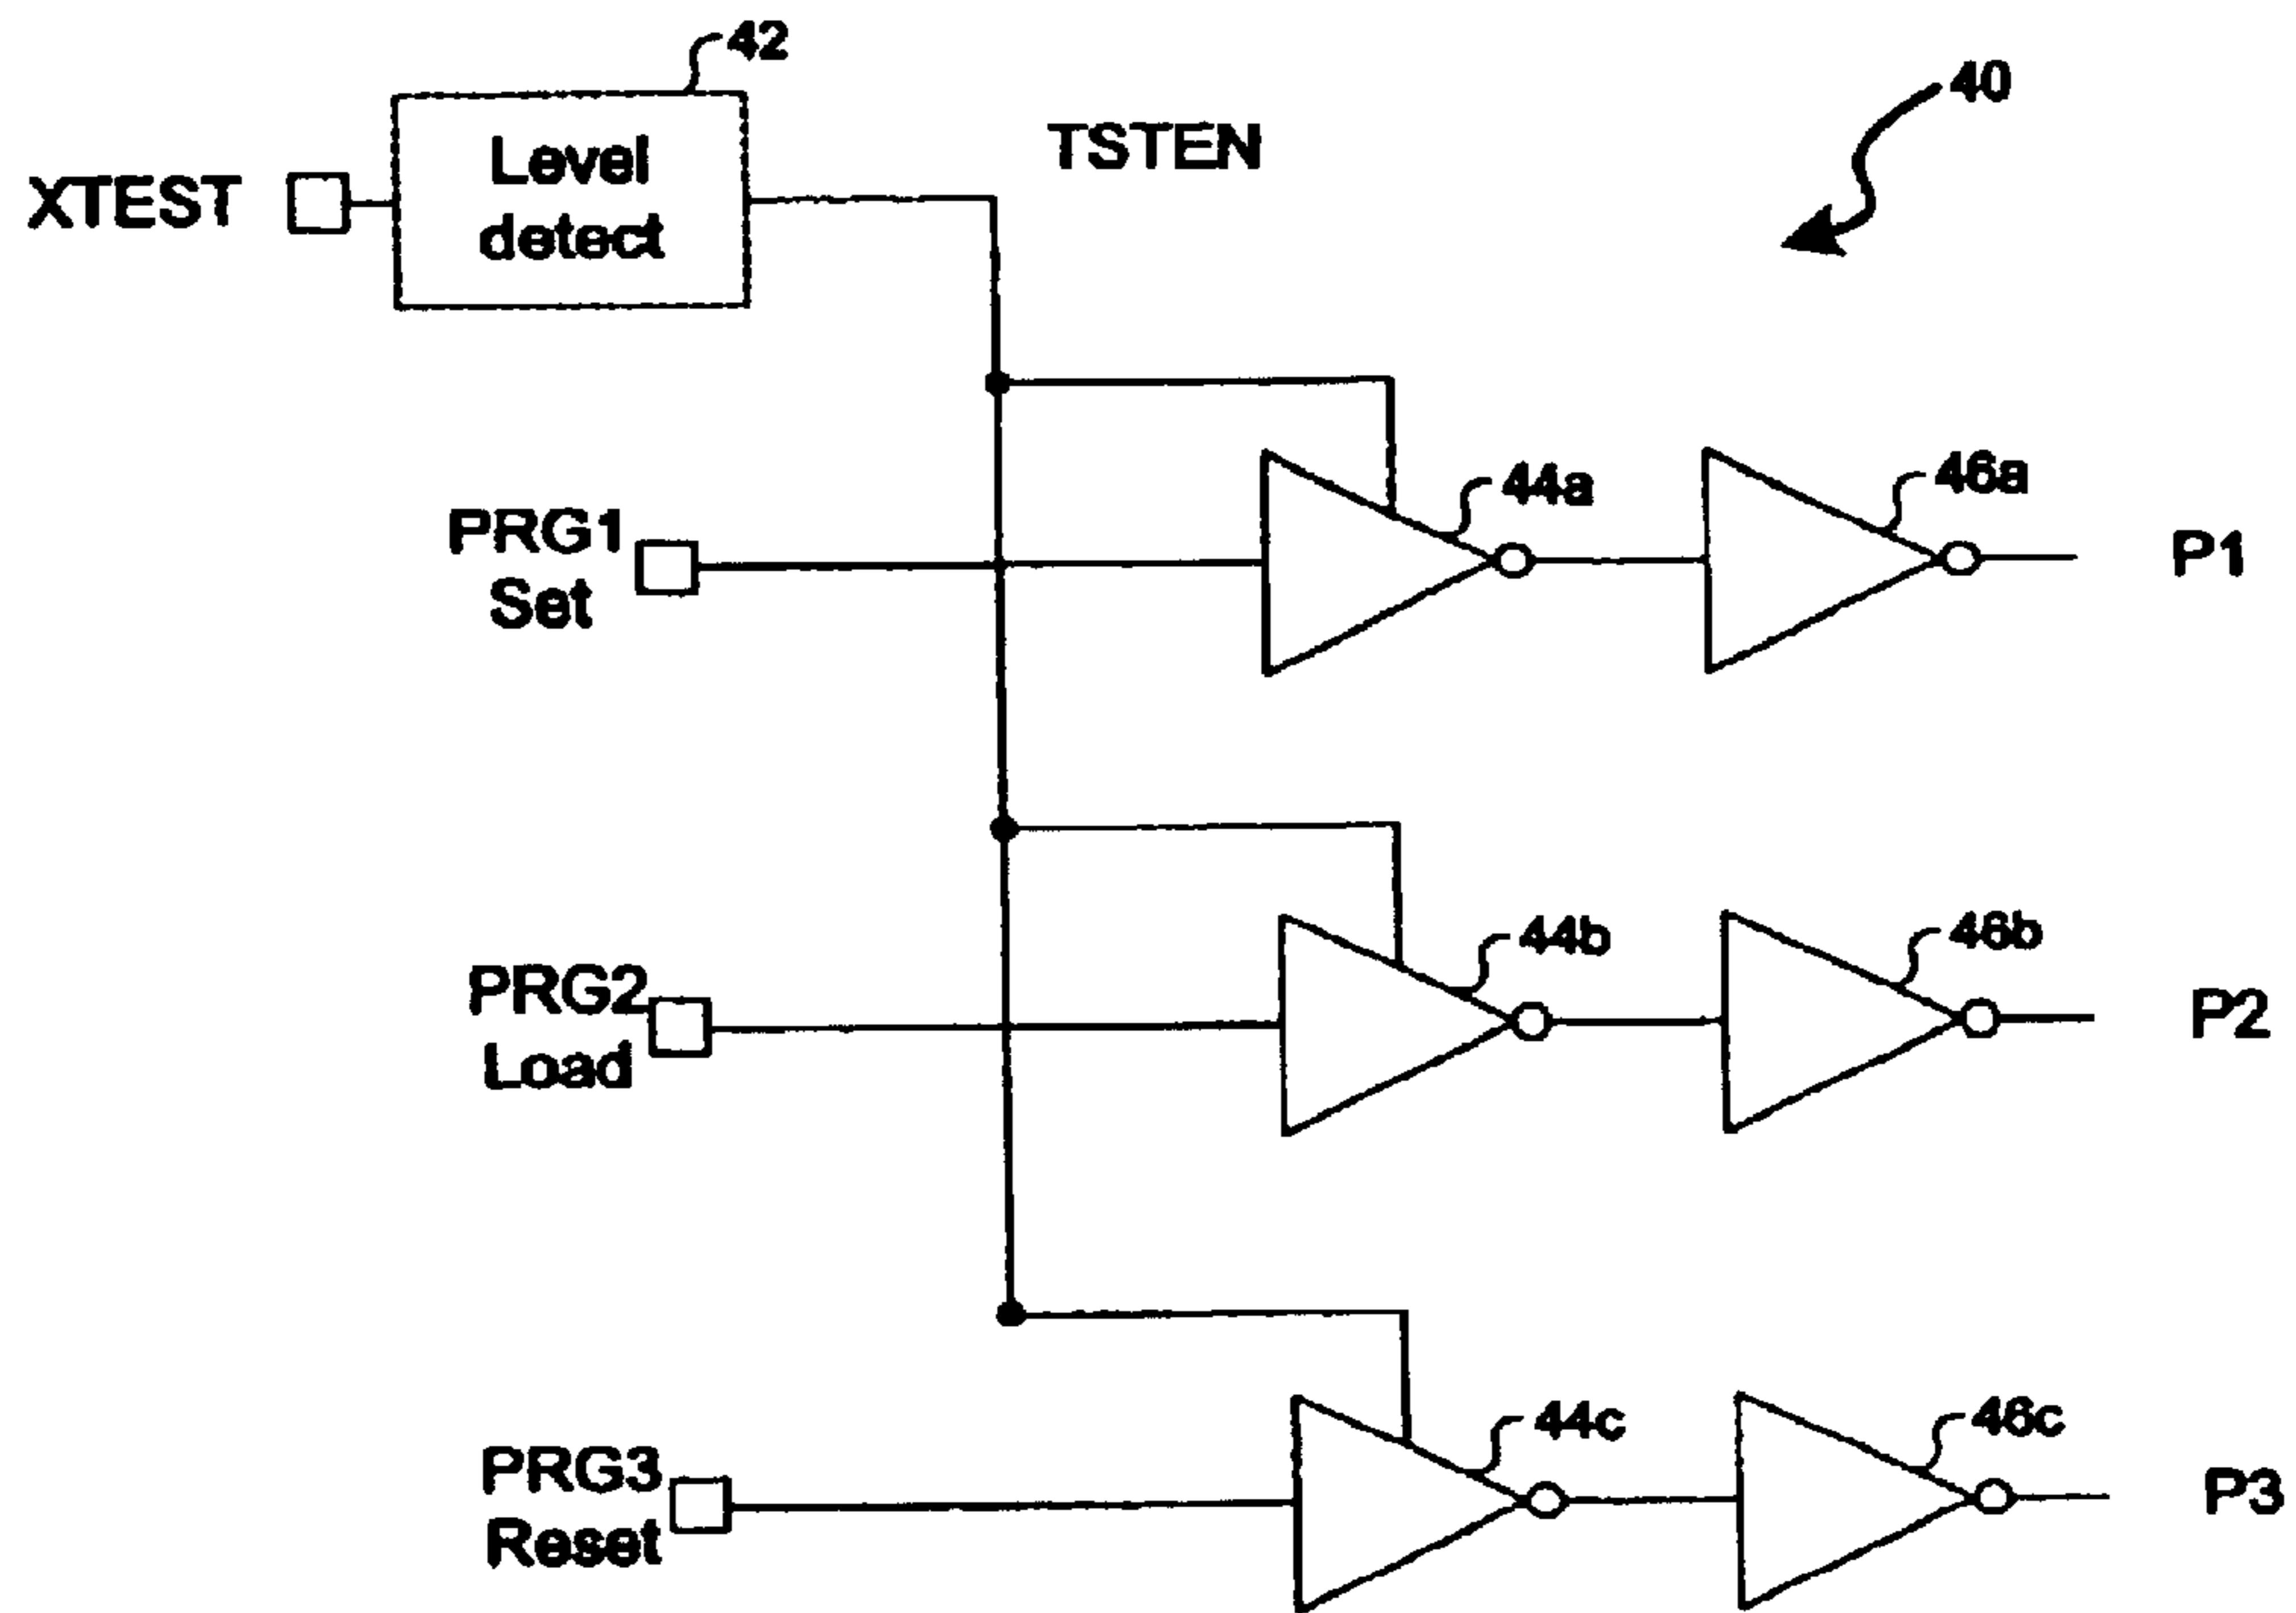 42
40
TSTEN
Level
detect
XTEST
44a
46a
PRG1
Set
P1
44b
46b
PRG2
Load
P2
44c
46c
PRG3
Reset
P3